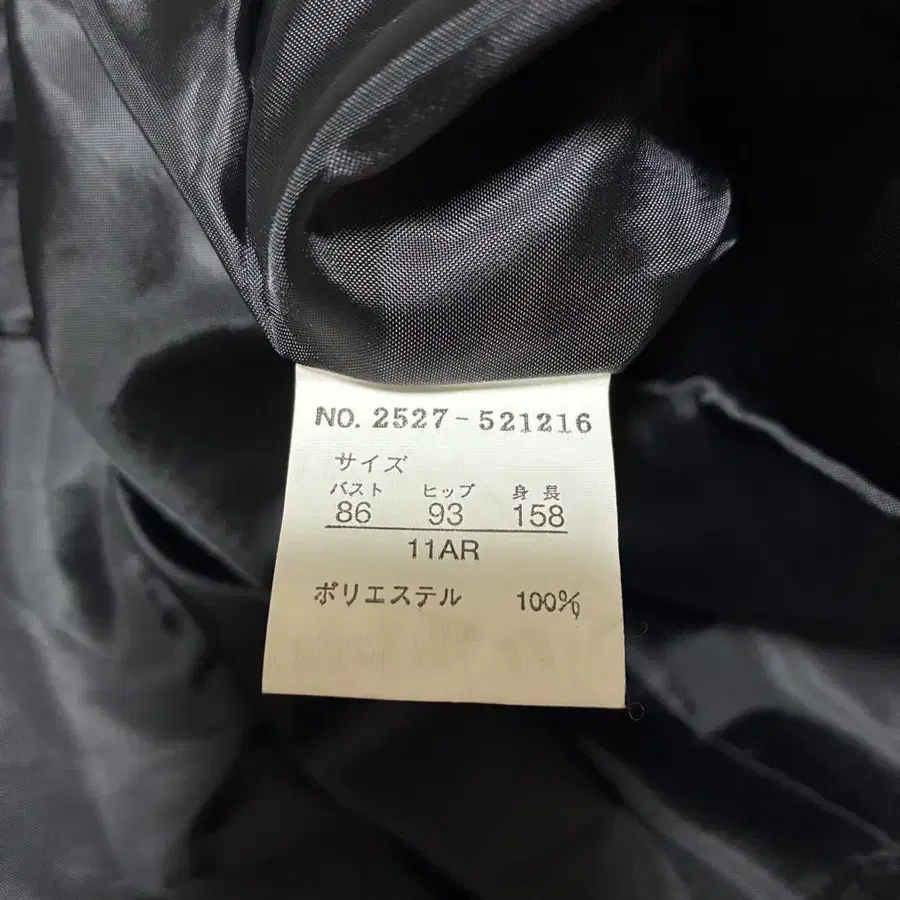 NO. 2527-521216
サイズ
バスト ヒップ 身長
86 93 158
11AR
ポリエステル 100%